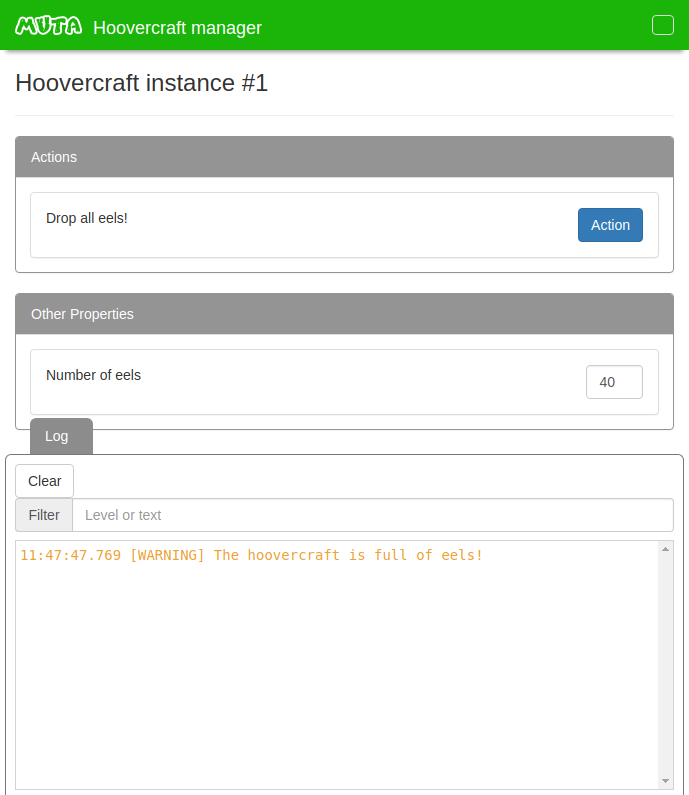 MUTA Hoovercraft manager
Hoovercraft instance #1
Actions
Drop all eels! Action
Other Properties
Number of eels 40
Log
Clear
Filter Level or text
11:47:47.769 [WARNING] The hoovercraft is full of eels!